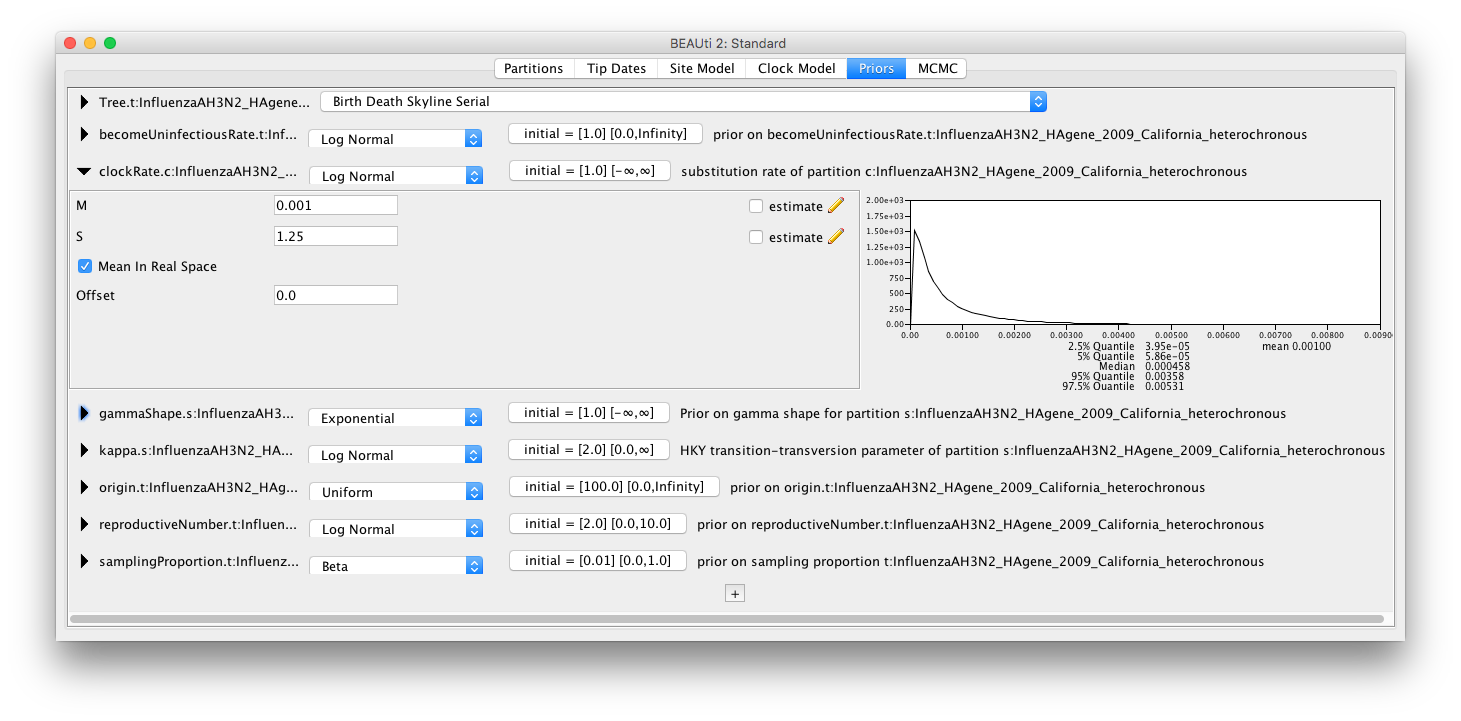 BEAUti 2: Standard
Partitions Tip Dates Site Model Clock Model Priors MCMC
Tree.t:InfluenzaAH3N2_HAgene... Birth Death Skyline Serial
becomeUninfectiousRate.t:Inf... Log Normal initial = [1.0] [0.0,Infinity] prior on becomeUninfectiousRate.t:InfluenzaAH3N2_HAgene_2009_California_heterochronous
clockRate.c:InfluenzaAH3N2_... Log Normal initial = [1.0] [-∞,∞] substitution rate of partition c:InfluenzaAH3N2_HAgene_2009_California_heterochronous
M 0.001 estimate
S 1.25 estimate
Mean In Real Space
Offset 0.0
2.00e+03
1.75e+03
1.50e+03
1.25e+03
1.00e+03
750
500
250
0.00
0.00 0.00100 0.00200 0.00300 0.00400 0.00500 0.00600 0.00700 0.00800 0.0090
2.5% Quantile 3.95e-05 mean 0.00100
5% Quantile 5.86e-05
Median 0.000458
95% Quantile 0.00358
97.5% Quantile 0.00531
gammaShape.s:InfluenzaAH3... Exponential initial = [1.0] [-∞,∞] Prior on gamma shape for partition s:InfluenzaAH3N2_HAgene_2009_California_heterochronous
kappa.s:InfluenzaAH3N2_HA... Log Normal initial = [2.0] [0.0,∞] HKY transition-transversion parameter of partition s:InfluenzaAH3N2_HAgene_2009_California_heterochronous
origin.t:InfluenzaAH3N2_HAg... Uniform initial = [100.0] [0.0,Infinity] prior on origin.t:InfluenzaAH3N2_HAgene_2009_California_heterochronous
reproductiveNumber.t:Influen... Log Normal initial = [2.0] [0.0,10.0] prior on reproductiveNumber.t:InfluenzaAH3N2_HAgene_2009_California_heterochronous
samplingProportion.t:Influenz... Beta initial = [0.01] [0.0,1.0] prior on sampling proportion t:InfluenzaAH3N2_HAgene_2009_California_heterochronous
+